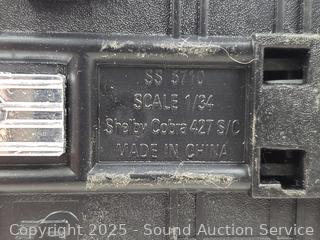 SS 5710
SCALE 1/34
Shelby Cobra 427 S/C
MADE IN CHINA
Copyright 2025 - Sound Auction Service